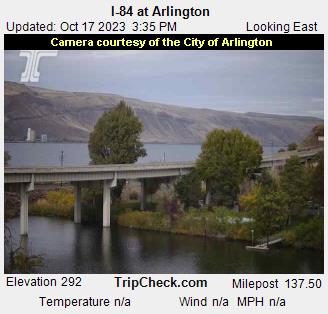 I-84 at Arlington
Updated: Oct 17 2023 3:35 PM Looking East
Camera courtesy of the City of Arlington
Elevation 292 TripCheck.com Milepost 137.50
Temperature n/a Wind n/a MPH n/a